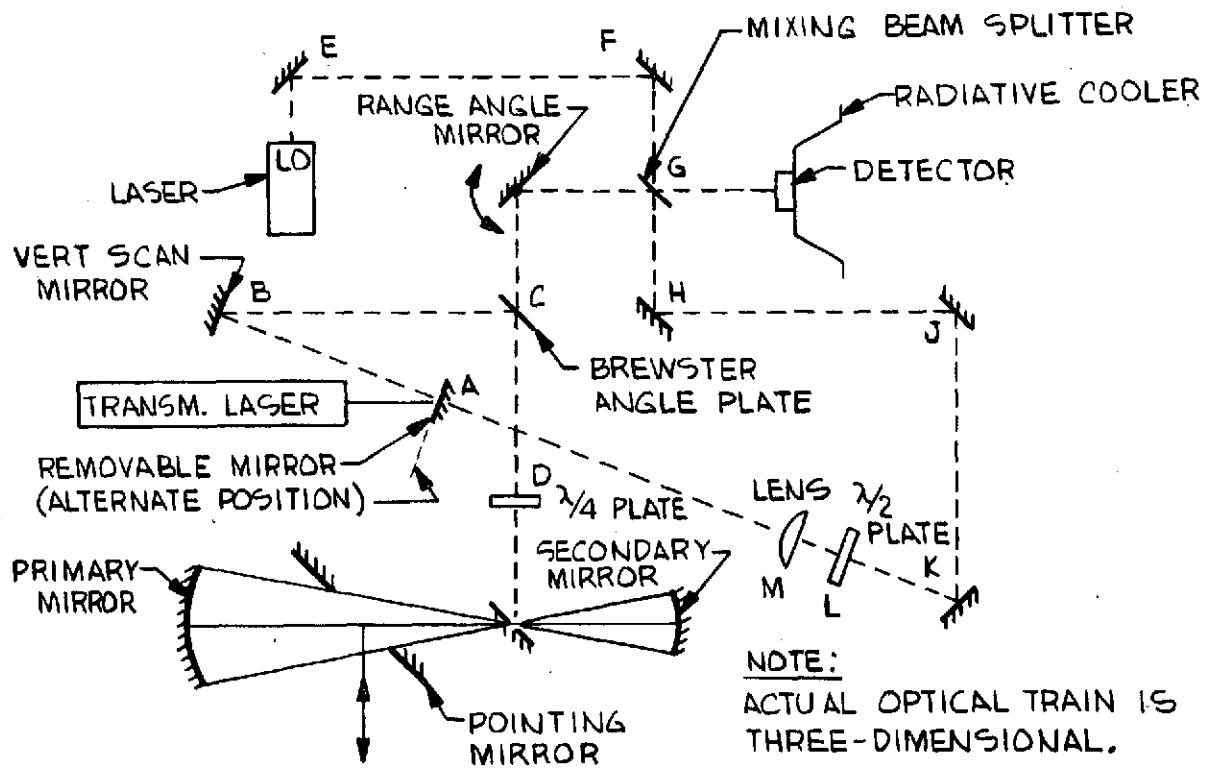 MIXING BEAM SPLITTER
E
F
RANGE ANGLE
MIRROR
RADIATIVE COOLER
LO
G
DETECTOR
LASER
VERT SCAN
MIRROR
B
C
H
J
A
BREWSTER
ANGLE PLATE
TRANSM. LASER
REMOVABLE MIRROR
(ALTERNATE POSITION)
D
λ/4 PLATE
LENS
λ/2
PLATE
K
PRIMARY
MIRROR
SECONDARY
MIRROR
M
L
NOTE:
ACTUAL OPTICAL TRAIN IS
THREE-DIMENSIONAL.
POINTING
MIRROR